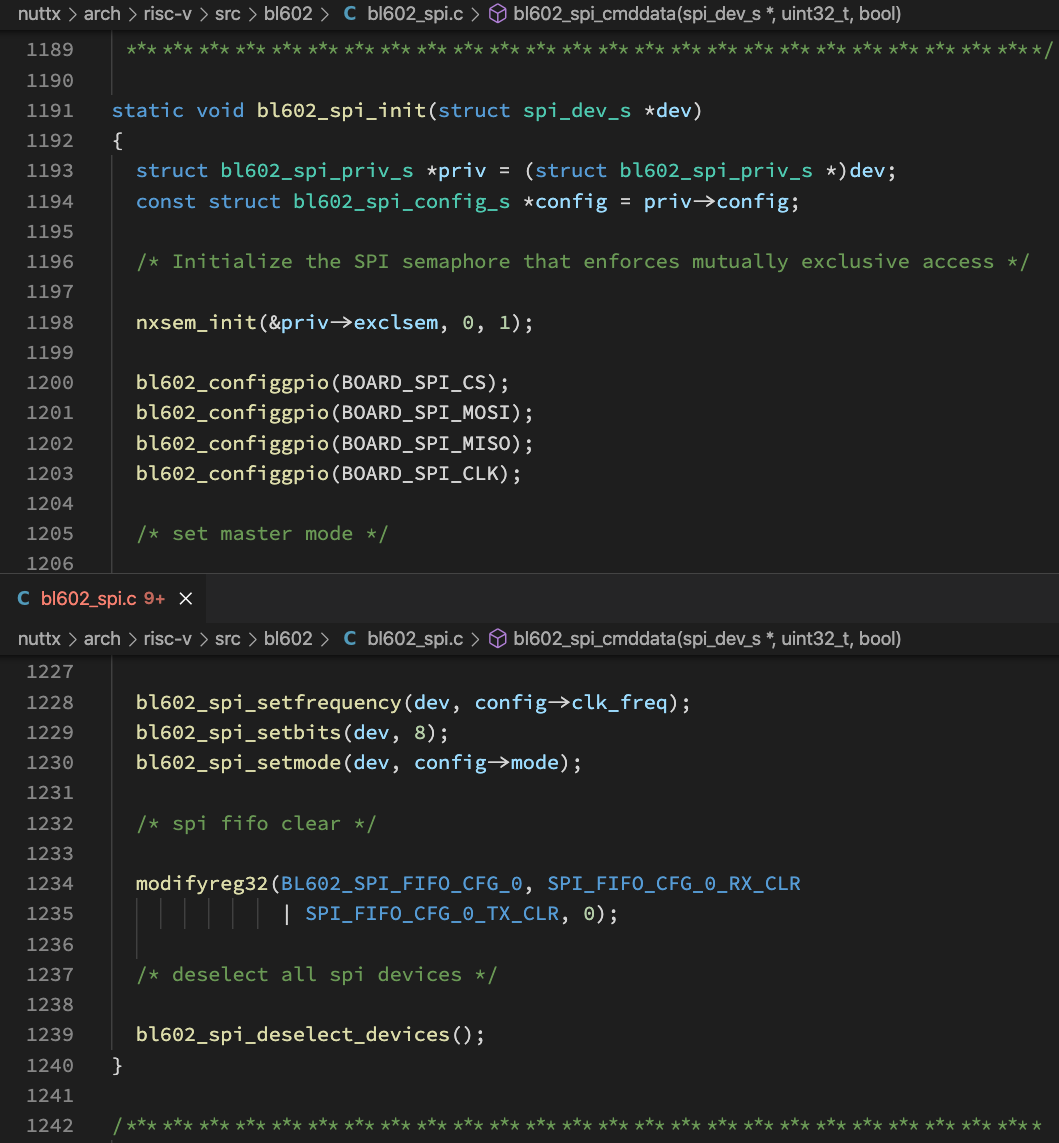 nuttx > arch > risc-v > src > bl602 > C bl602_spi.c > bl602_spi_cmddata(spi_dev_s *, uint32_t, bool)
1189 ****************************************************************************/
1190
1191 static void bl602_spi_init(struct spi_dev_s *dev)
1192 {
1193 struct bl602_spi_priv_s *priv = (struct bl602_spi_priv_s *)dev;
1194 const struct bl602_spi_config_s *config = priv->config;
1195
1196 /* Initialize the SPI semaphore that enforces mutually exclusive access */
1197
1198 nxsem_init(&priv->exclsem, 0, 1);
1199
1200 bl602_configgpio(BOARD_SPI_CS);
1201 bl602_configgpio(BOARD_SPI_MOSI);
1202 bl602_configgpio(BOARD_SPI_MISO);
1203 bl602_configgpio(BOARD_SPI_CLK);
1204
1205 /* set master mode */
1206
C bl602_spi.c 9+ ×
nuttx > arch > risc-v > src > bl602 > C bl602_spi.c > bl602_spi_cmddata(spi_dev_s *, uint32_t, bool)
1227
1228 bl602_spi_setfrequency(dev, config->clk_freq);
1229 bl602_spi_setbits(dev, 8);
1230 bl602_spi_setmode(dev, config->mode);
1231
1232 /* spi fifo clear */
1233
1234 modifyreg32(BL602_SPI_FIFO_CFG_0, SPI_FIFO_CFG_0_RX_CLR
1235 | SPI_FIFO_CFG_0_TX_CLR, 0);
1236
1237 /* deselect all spi devices */
1238
1239 bl602_spi_deselect_devices();
1240 }
1241
1242 /****************************************************************************